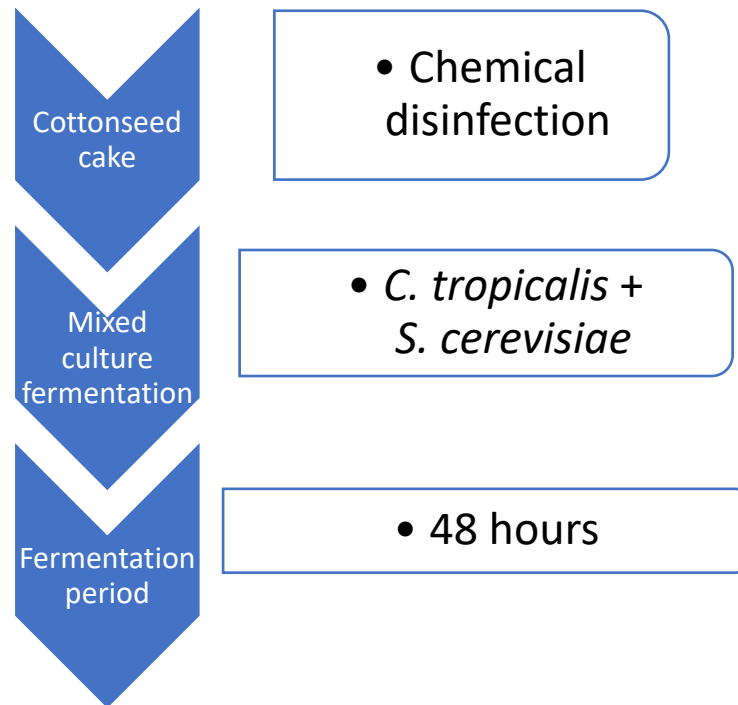 Cottonseed
cake
• Chemical
disinfection
Mixed
culture
fermentation
• C. tropicalis +
S. cerevisiae
Fermentation
period
• 48 hours